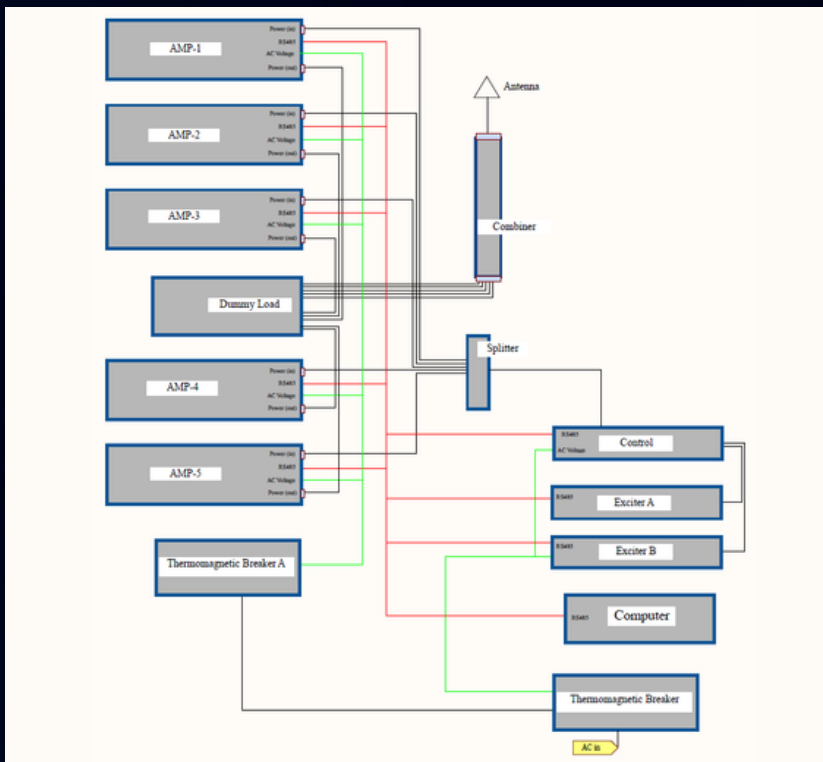 AMP-1
Power (in)
RS485
AC Voltage
Power (out)
Antenna
AMP-2
Power (in)
RS485
AC Voltage
Power (out)
AMP-3
Power (in)
RS485
AC Voltage
Power (out)
Combiner
Dummy Load
Splitter
AMP-4
Power (in)
RS485
AC Voltage
Power (out)
RS485
AC Voltage
Control
AMP-5
Power (in)
RS485
AC Voltage
Power (out)
RS485
Exciter A
RS485
Exciter B
Thermomagnetic Breaker A
RS485
Computer
Thermomagnetic Breaker
AC in